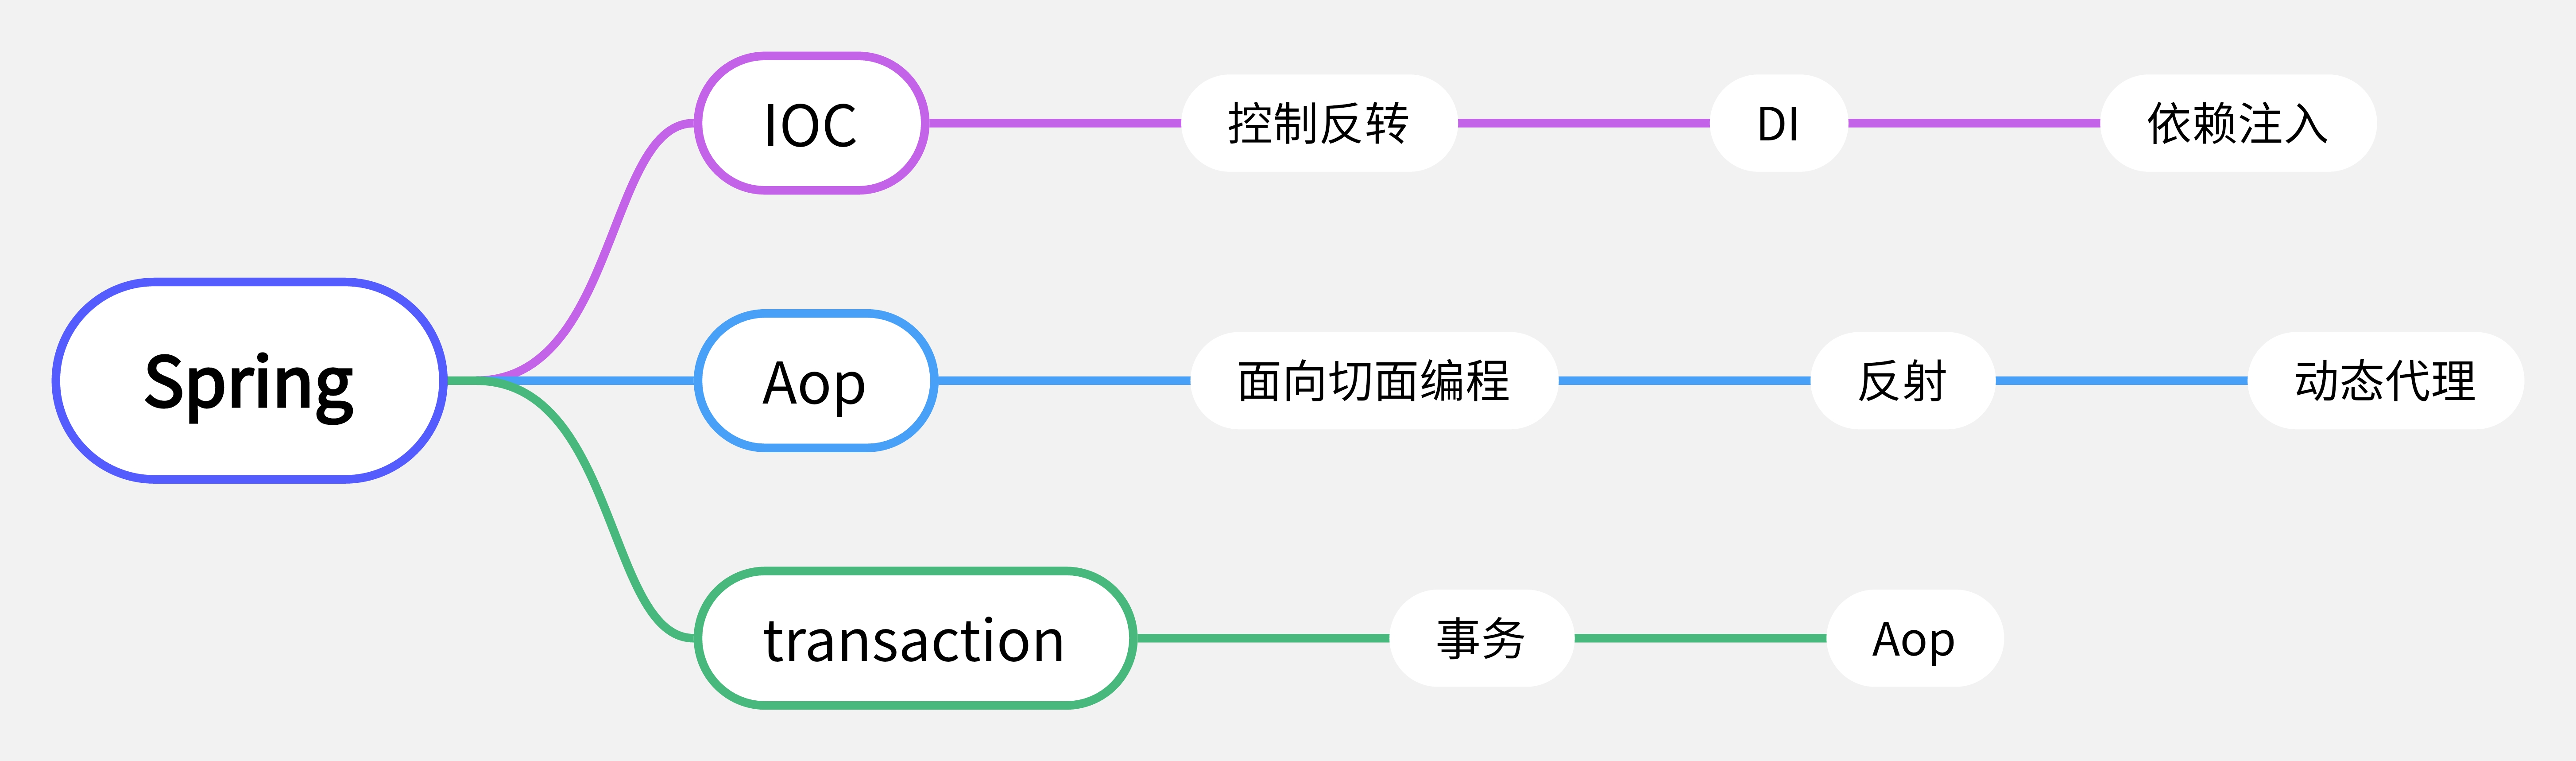 Spring
IOC
控制反转
DI
依赖注入
Aop
面向切面编程
反射
动态代理
transaction
事务
Aop